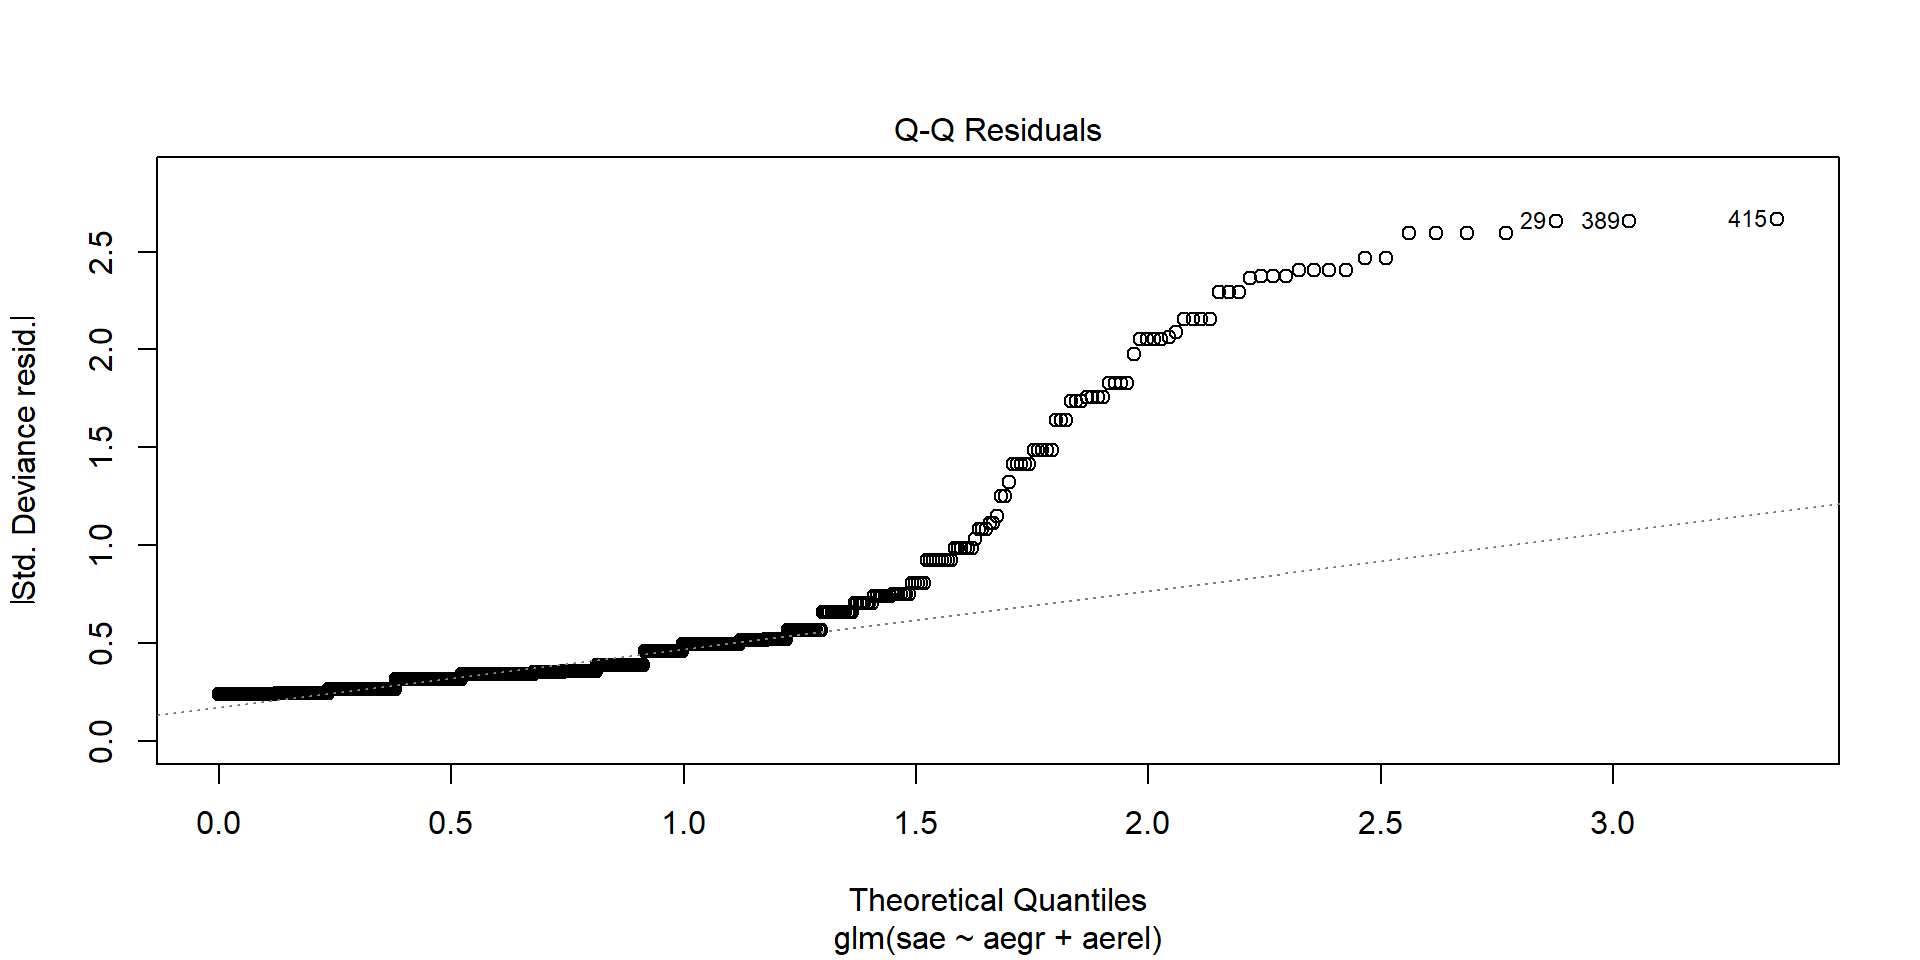 Q-Q Residuals
|Std. Deviance resid.|
2.5
2.0
1.5
1.0
0.5
0.0
29
389
415
0.0 0.5 1.0 1.5 2.0 2.5 3.0
Theoretical Quantiles
glm(sae ~ aegr + aerel)